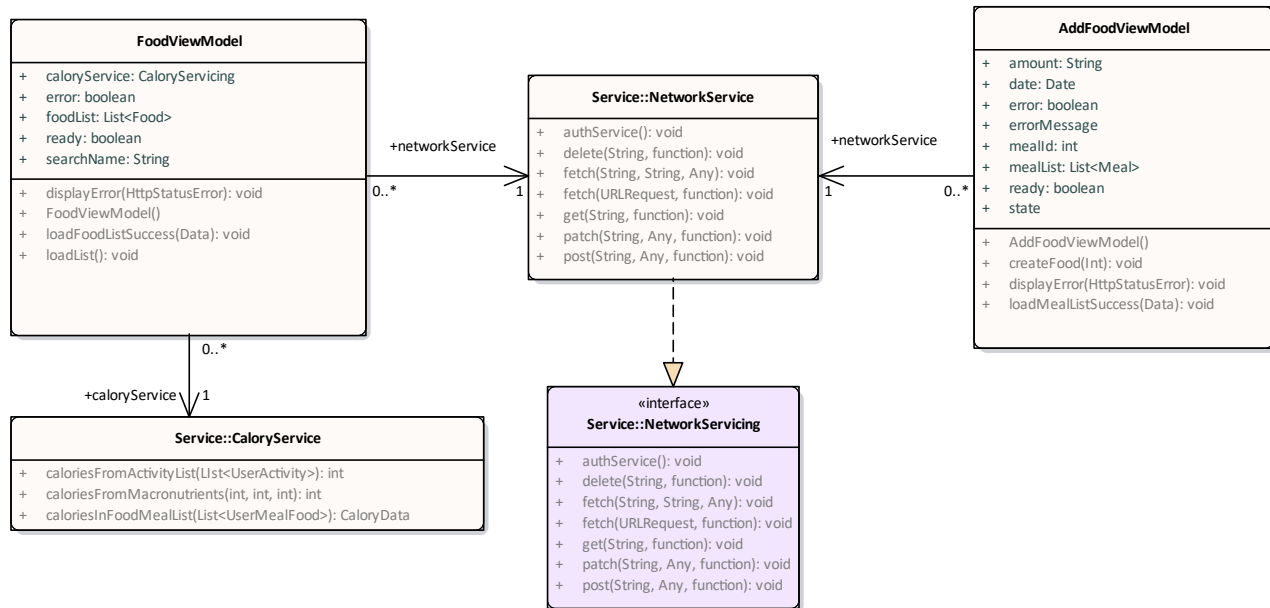 FoodViewModel
+ caloryService: CaloryServicing
+ error: boolean
+ foodList: List<Food>
+ ready: boolean
+ searchName: String
+ displayError(HttpStatusError): void
+ FoodViewModel()
+ loadFoodListSuccess(Data): void
+ loadList(): void
+networkService
0..*
1
Service::NetworkService
+ authService(): void
+ delete(String, function): void
+ fetch(String, String, Any): void
+ fetch(URLRequest, function): void
+ get(String, function): void
+ patch(String, Any, function): void
+ post(String, Any, function): void
+networkService
1
0..*
AddFoodViewModel
+ amount: String
+ date: Date
+ error: boolean
+ errorMessage
+ mealId: int
+ mealList: List<Meal>
+ ready: boolean
+ state
+ AddFoodViewModel()
+ createFood(Int): void
+ displayError(HttpStatusError): void
+ loadMealListSuccess(Data): void
0..*
+caloryService
1
Service::CaloryService
+ caloriesFromActivityList(LIst<UserActivity>): int
+ caloriesFromMacronutrients(int, int, int): int
+ caloriesInFoodMealList(List<UserMealFood>): CaloryData
«interface»
Service::NetworkServicing
+ authService(): void
+ delete(String, function): void
+ fetch(String, String, Any): void
+ fetch(URLRequest, function): void
+ get(String, function): void
+ patch(String, Any, function): void
+ post(String, Any, function): void